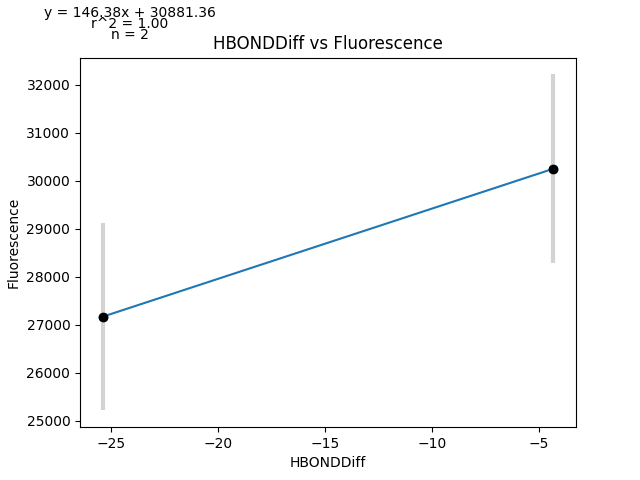 y = 146.38x + 30881.36
r^2 = 1.00
n = 2
HBONDDiff vs Fluorescence
32000
31000
30000
29000
28000
27000
26000
25000
Fluorescence
−25
−20
−15
−10
−5
HBONDDiff